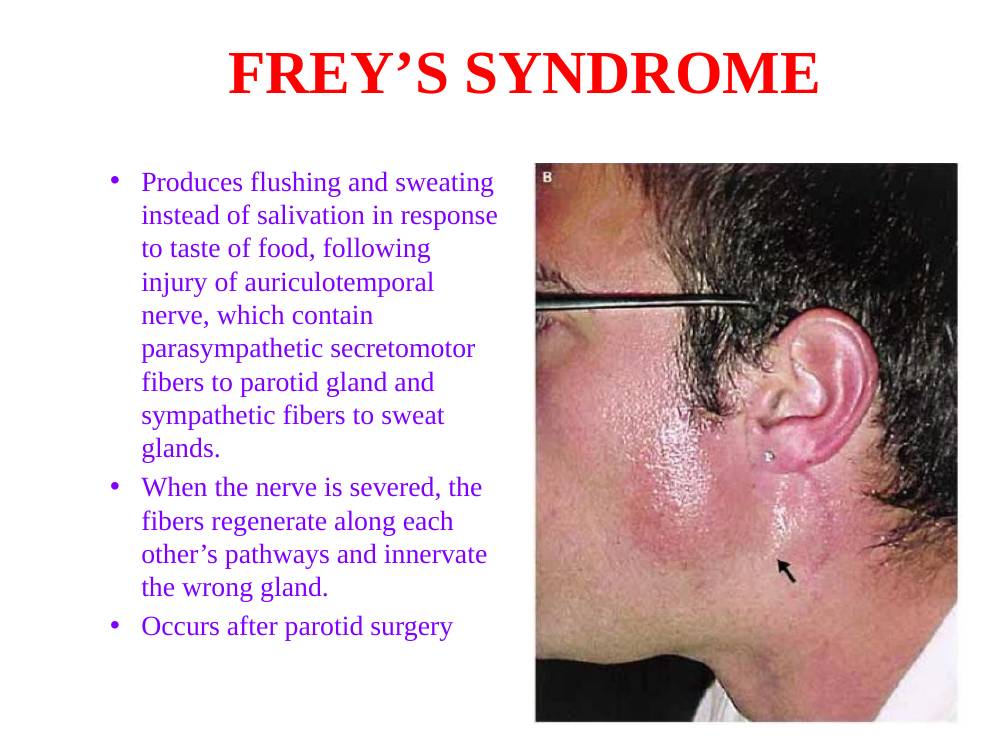 FREY’S SYNDROME
• Produces flushing and sweating
instead of salivation in response
to taste of food, following
injury of auriculotemporal
nerve, which contain
parasympathetic secretomotor
fibers to parotid gland and
sympathetic fibers to sweat
glands.
• When the nerve is severed, the
fibers regenerate along each
other’s pathways and innervate
the wrong gland.
• Occurs after parotid surgery
B